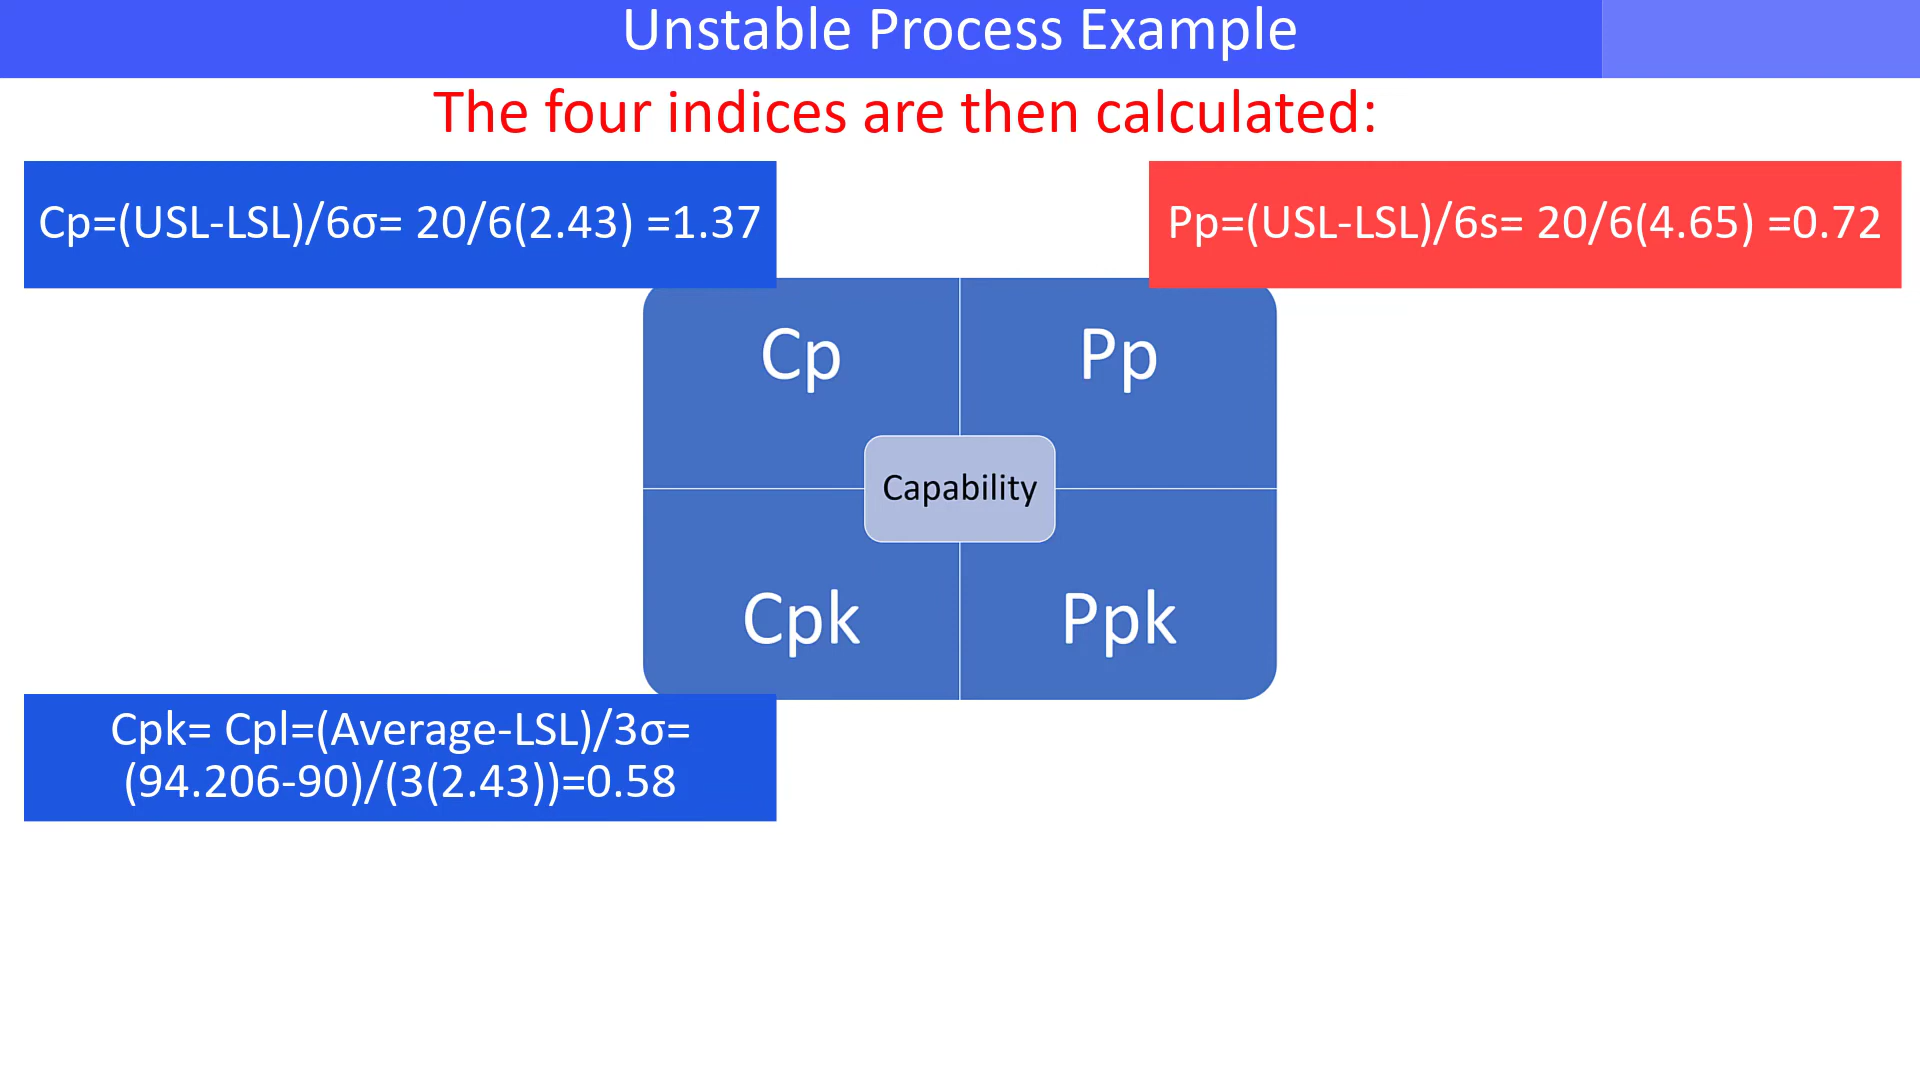 Unstable Process Example
The four indices are then calculated:
Cp=(USL-LSL)/6σ= 20/6(2.43) =1.37
Pp=(USL-LSL)/6s= 20/6(4.65) =0.72
Cp
Pp
Capability
Cpk
Ppk
Cpk= Cpl=(Average-LSL)/3σ=
(94.206-90)/(3(2.43))=0.58